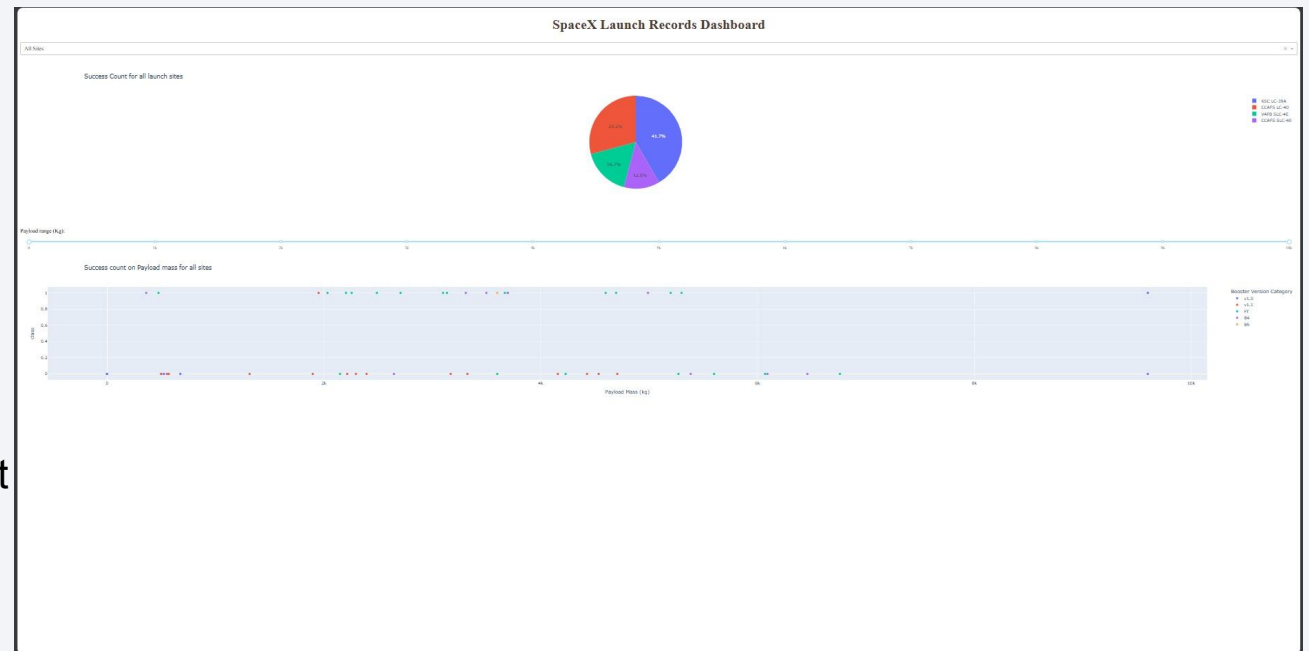 SpaceX Launch Records Dashboard
All Sites
Success Count for all launch sites
41.7%
29.2%
16.7%
12.5%
KSC LC-39A
CCAFS LC-40
VAFB SLC-4E
CCAFS SLC-40
Payload range (Kg):
Success count on Payload mass for all sites
class
1
0.8
0.6
0.4
0.2
0
0 2k 4k 6k 8k 10k
Payload Mass (kg)
Booster Version Category
v1.0
v1.1
FT
B4
B5
t